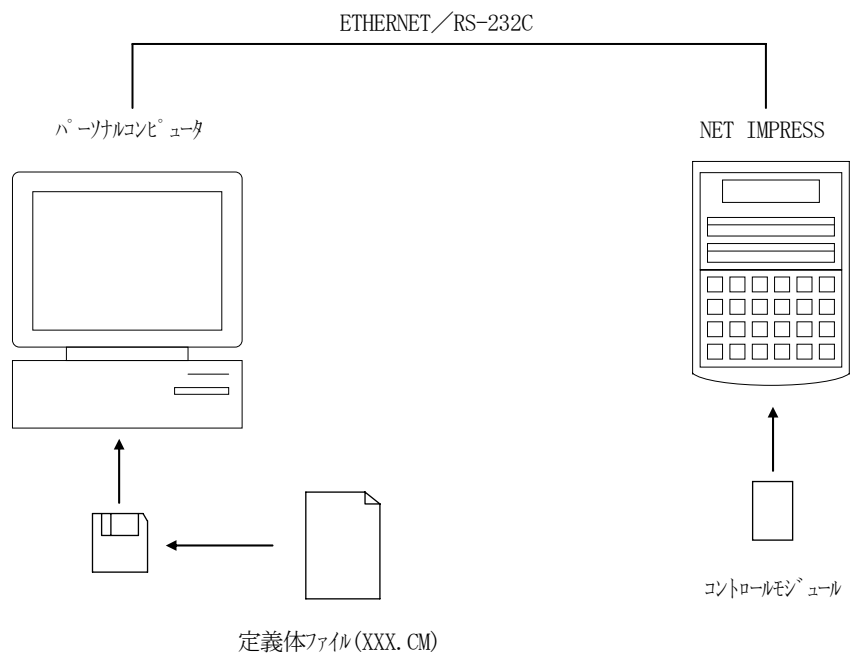 ETHERNET／RS-232C
ﾊﾟｰｿﾅﾙｺﾝﾋﾟｭｰﾀ
NET IMPRESS
ｺﾝﾄﾛｰﾙﾓｼﾞｭｰﾙ
定義体ﾌｧｲﾙ(XXX.CM)